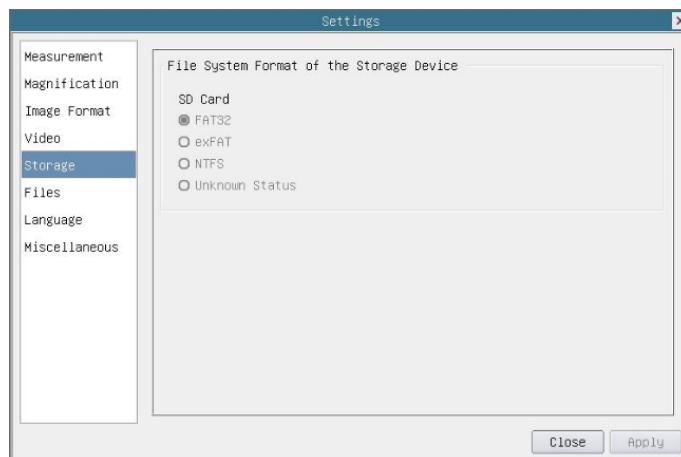 Settings
Measurement
Magnification
Image Format
Video
Storage
Files
Language
Miscellaneous
File System Format of the Storage Device
SD Card
FAT32
exFAT
NTFS
Unknown Status
Close
Apply